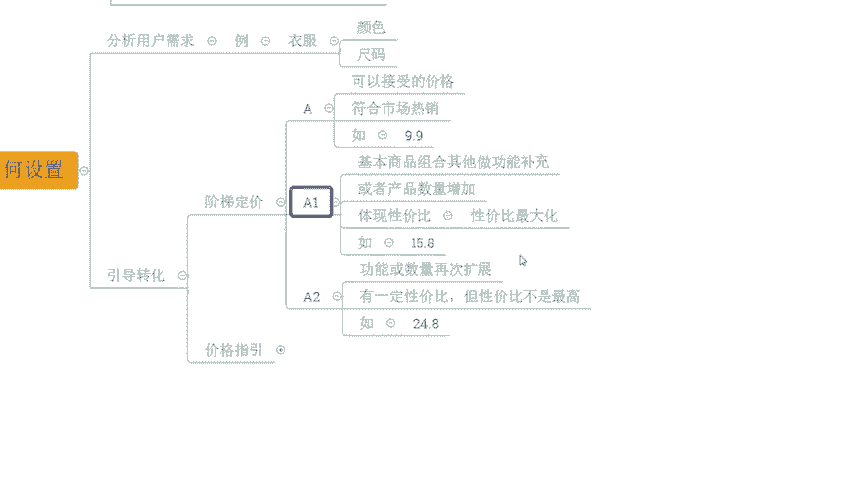 何设置
分析用户需求 例 衣服
颜色
尺码
引导转化
阶梯定价
A
可以接受的价格
符合市场热销
如 9.9
A1
基本商品组合其他做功能补充
或者产品数量增加
体现性价比 性价比最大化
如 15.8
A2
功能或数量再次扩展
有一定性价比，但性价比不是最高
如 24.8
价格指引